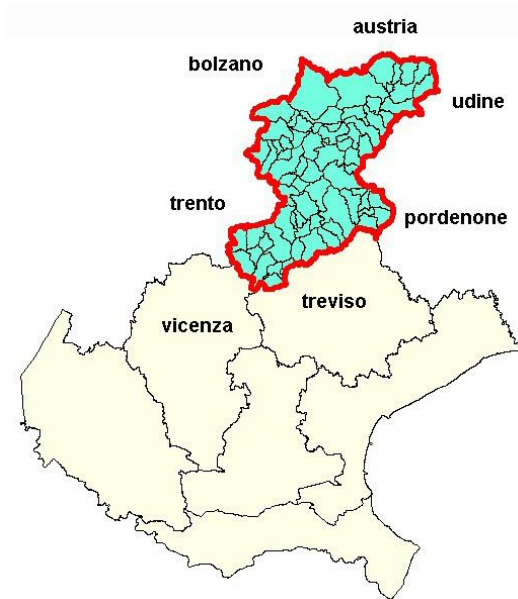 austria
bolzano
udine
trento
pordenone
treviso
vicenza